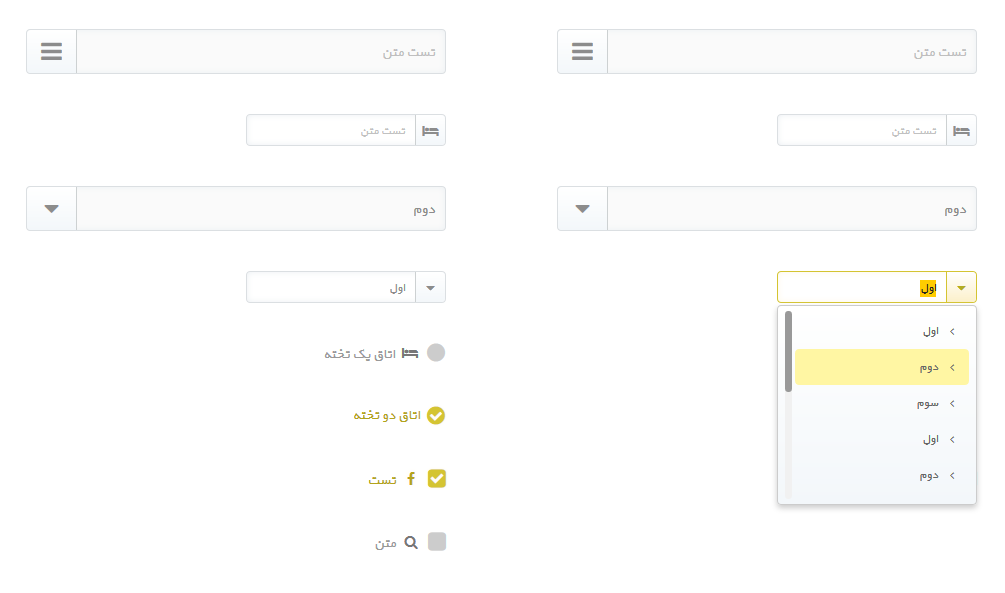 تست متن
تست متن
دوم
اول
اول
دوم
سوم
اول
دوم
تست متن
تست متن
دوم
اول
اتاق یک تخته
اتاق دو تخته
تست
متن